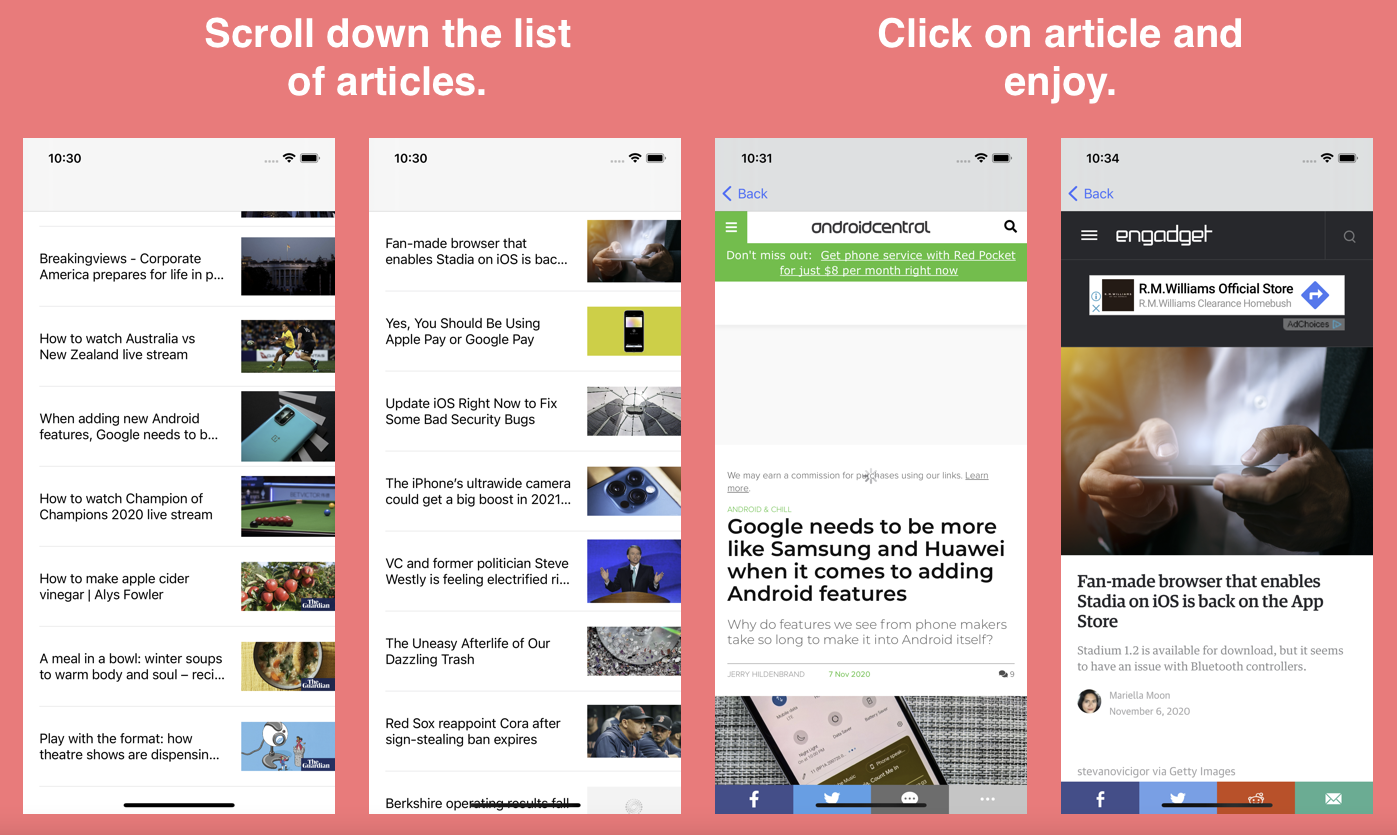 Scroll down the list
of articles.
Click on article and
enjoy.
10:30
Breakingviews - Corporate
America prepares for life in p...
How to watch Australia vs
New Zealand live stream
When adding new Android
features, Google needs to b...
How to watch Champion of
Champions 2020 live stream
How to make apple cider
vinegar | Alys Fowler
The
Guardian
A meal in a bowl: winter soups
to warm body and soul – reci...
The
Guardian
Play with the format: how
theatre shows are dispensin...
The
Guardian
10:30
Fan-made browser that
enables Stadia on iOS is bac...
Yes, You Should Be Using
Apple Pay or Google Pay
Update iOS Right Now to Fix
Some Bad Security Bugs
The iPhone's ultrawide camera
could get a big boost in 2021...
VC and former politician Steve
Westly is feeling electrified ri...
The Uneasy Afterlife of Our
Dazzling Trash
Red Sox reappoint Cora after
sign-stealing ban expires
Berkshire operating results fall
10:31
Back
androidcentral
Don't miss out: Get phone service with Red Pocket
for just $8 per month right now
We may earn a commission for purchases using our links. Learn
more.
ANDROID & CHILL
Google needs to be more
like Samsung and Huawei
when it comes to adding
Android features
Why do features we see from phone makers
take so long to make it into Android itself?
JERRY HILDENBRAND 7 Nov 2020 9
Mobile data
Battery Saver
Night Light
Data Saver
10:34
Back
engadget
R.M.Williams Official Store
R.M.Williams Clearance Homebush
AdChoices
Fan-made browser that enables
Stadia on iOS is back on the App
Store
Stadium 1.2 is available for download, but it seems
to have an issue with Bluetooth controllers.
Mariella Moon
November 6, 2020
stevanovicigor via Getty Images